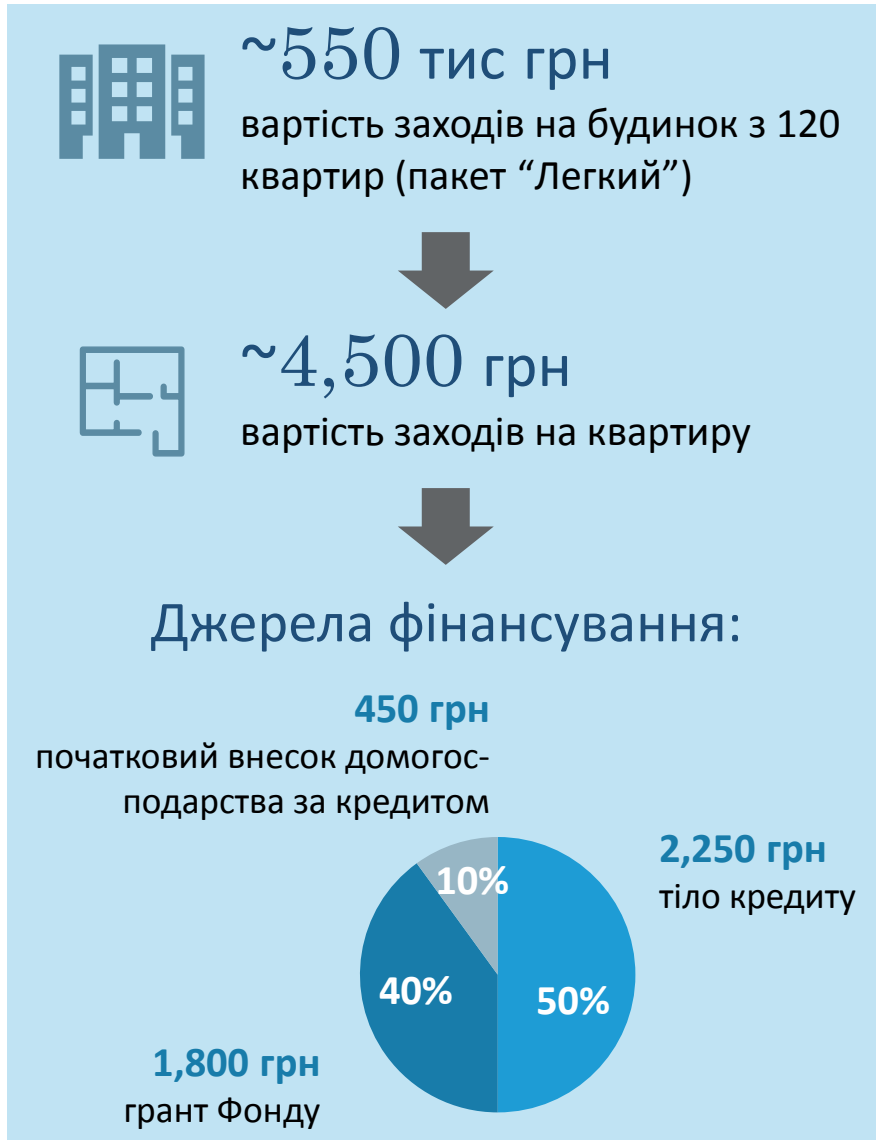 ~550 тис грн
вартість заходів на будинок з 120
квартир (пакет “Легкий”)
~4,500 грн
вартість заходів на квартиру
Джерела фінансування:
450 грн
початковий внесок домогос-
подарства за кредитом
2,250 грн
тіло кредиту
10%
40%
50%
1,800 грн
грант Фонду